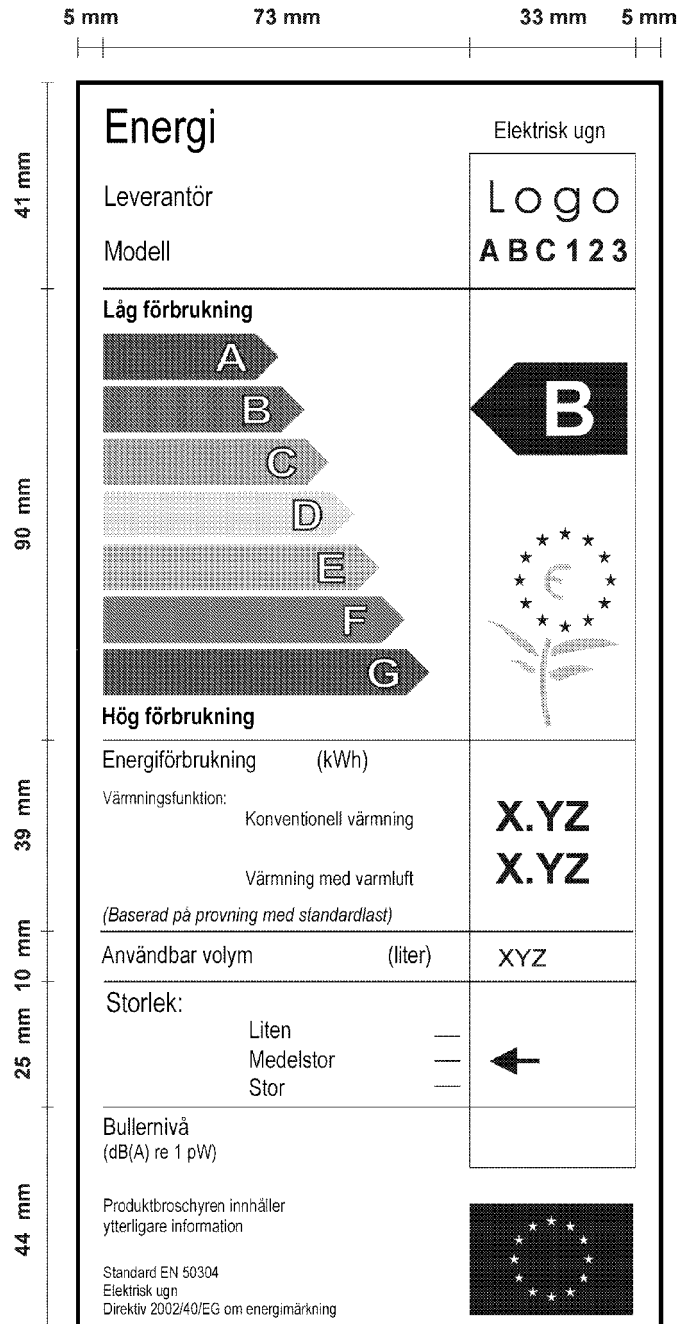 5 mm 73 mm 33 mm 5 mm
41 mm
Energi
Elektrisk ugn
Leverantör
Logo
Modell
ABC123
90 mm
Låg förbrukning
A
B
B
C
D
E
F
G
Hög förbrukning
39 mm
Energiförbrukning (kWh)
Värmningsfunktion:
Konventionell värmning X.YZ
Värmning med varmluft X.YZ
(Baserad på provning med standardlast)
10 mm
Användbar volym (liter) XYZ
25 mm
Storlek:
Liten
Medelstor
Stor
44 mm
Bullernivå
(dB(A) re 1 pW)
Produktbroschyren innhåller
ytterligare information
Standard EN 50304
Elektrisk ugn
Direktiv 2002/40/EG om energimärkning